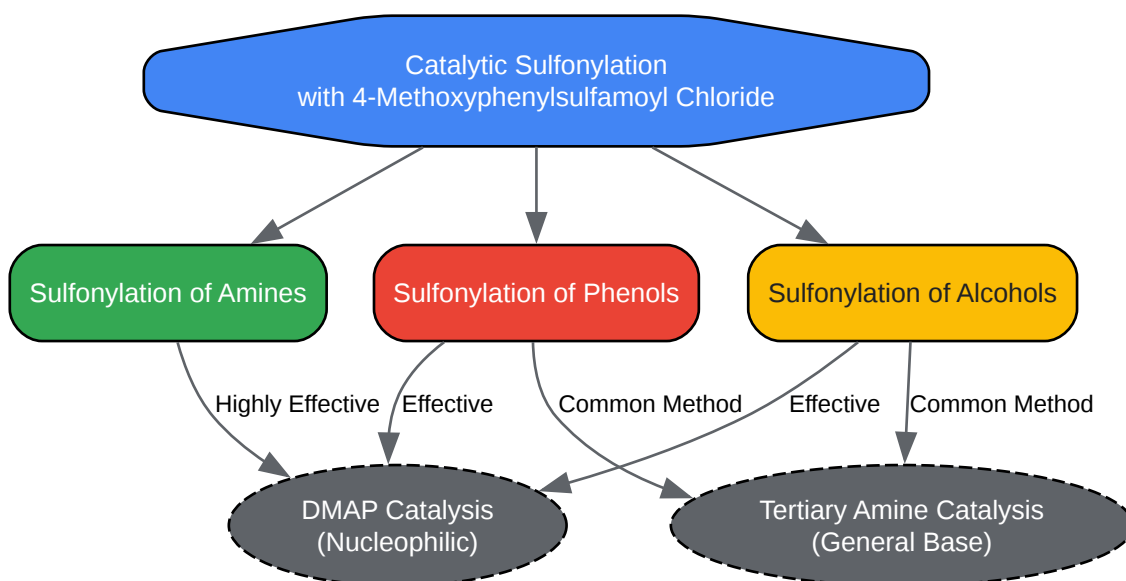 Catalytic Sulfonylation
with 4-Methoxyphenylsulfamoyl Chloride
Sulfonylation of Amines
Sulfonylation of Phenols
Sulfonylation of Alcohols
Highly Effective
Effective
Common Method
Effective
Common Method
DMAP Catalysis
(Nucleophilic)
Tertiary Amine Catalysis
(General Base)